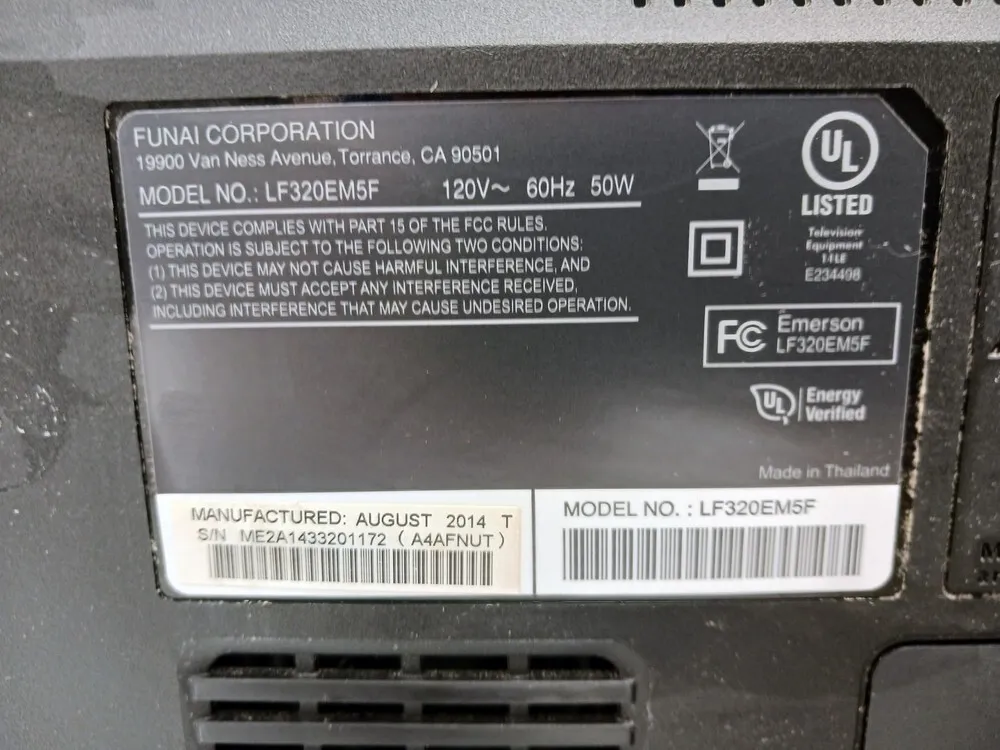 FUNAI CORPORATION
19900 Van Ness Avenue, Torrance, CA 90501
MODEL NO.: LF320EM5F 120V~ 60Hz 50W
THIS DEVICE COMPLIES WITH PART 15 OF THE FCC RULES.
OPERATION IS SUBJECT TO THE FOLLOWING TWO CONDITIONS:
(1) THIS DEVICE MAY NOT CAUSE HARMFUL INTERFERENCE, AND
(2) THIS DEVICE MUST ACCEPT ANY INTERFERENCE RECEIVED,
INCLUDING INTERFERENCE THAT MAY CAUSE UNDESIRED OPERATION.
UL
LISTED
Television
Equipment
11LE
E234498
FC Emerson
LF320EM5F
UL Energy
Verified
Made in Thailand
MANUFACTURED: AUGUST 2014 T
S/N ME2A1433201172 ( A4AFNUT )
MODEL NO. : LF320EM5F